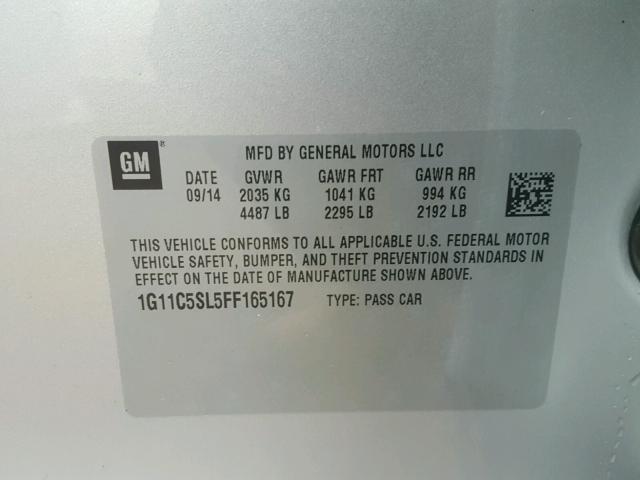 GM
MFD BY GENERAL MOTORS LLC
DATE GVWR GAWR FRT GAWR RR
09/14 2035 KG 1041 KG 994 KG
4487 LB 2295 LB 2192 LB
THIS VEHICLE CONFORMS TO ALL APPLICABLE U.S. FEDERAL MOTOR
VEHICLE SAFETY, BUMPER, AND THEFT PREVENTION STANDARDS IN
EFFECT ON THE DATE OF MANUFACTURE SHOWN ABOVE.
1G11C5SL5FF165167 TYPE: PASS CAR